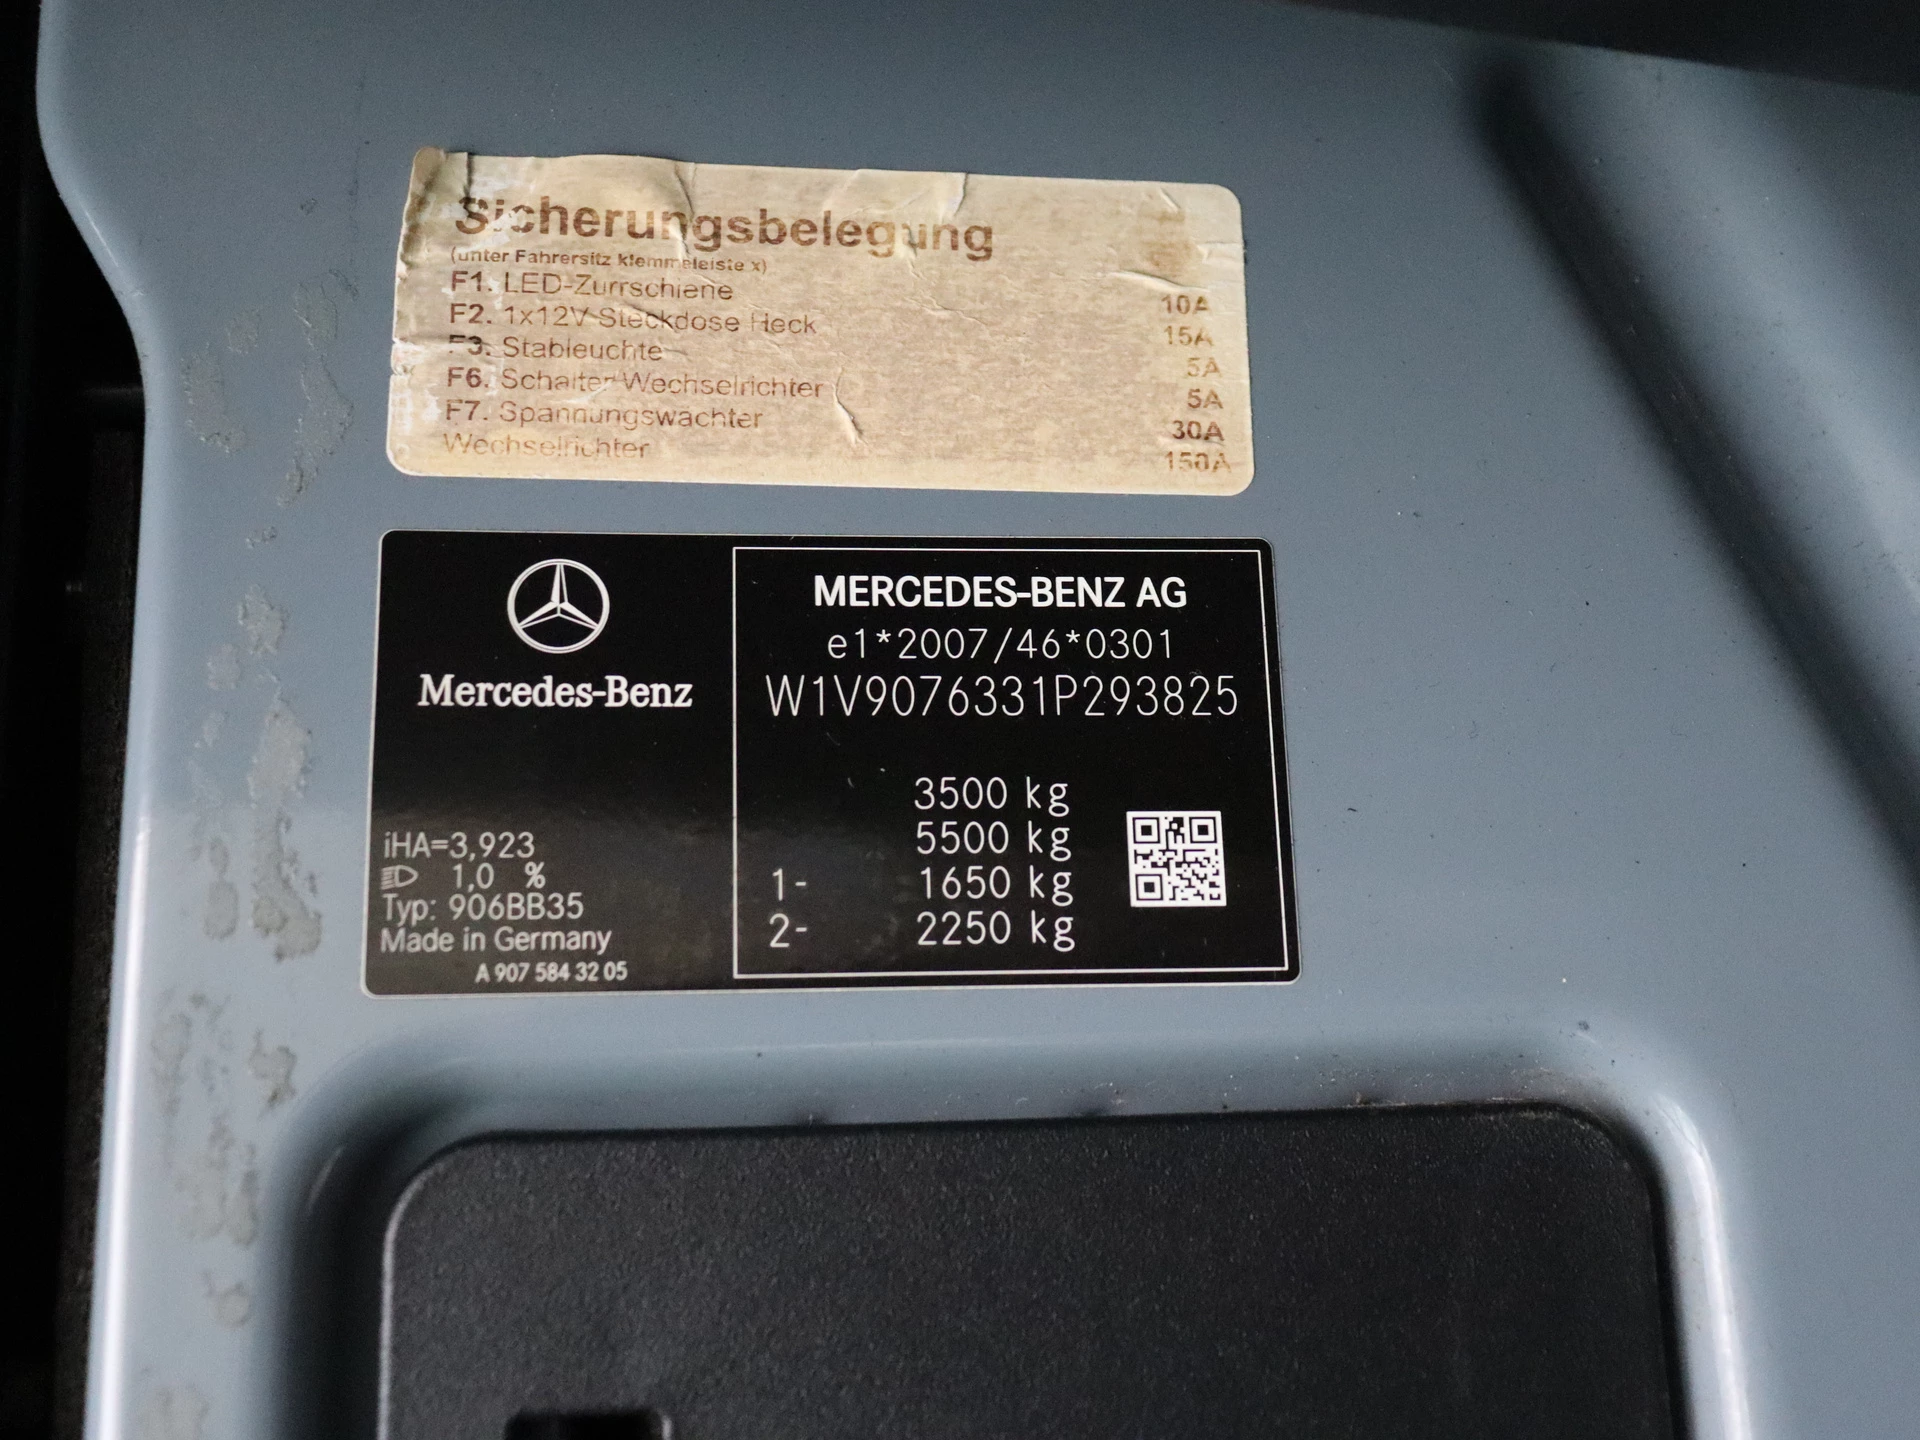 Sicherungsbelegung
(unter Fahrersitz klemmeleiste x)
F1. LED-Zurrschiene 10A
F2. 1x12V Steckdose Heck 15A
F3. Stableuchte 5A
F6. Schalter Wechselrichter 5A
F7. Spannungswächter 30A
Wechselrichter 150A
Mercedes-Benz
iHA=3,923
1,0 %
Typ: 906BB35
Made in Germany
A 907 584 32 05
MERCEDES-BENZ AG
e1*2007/46*0301
W1V9076331P293825
3500 kg
5500 kg
1- 1650 kg
2- 2250 kg